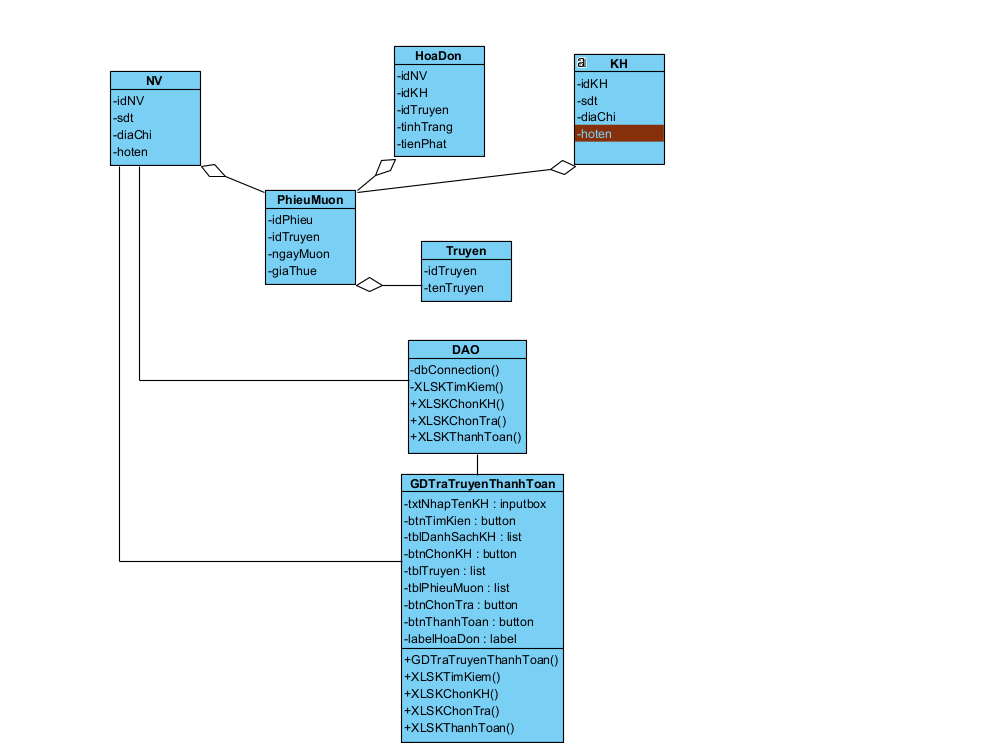 NV
-idNV
-sdt
-diaChi
-hoten
HoaDon
-idNV
-idKH
-idTruyen
-tinhTrang
-tienPhat
a
KH
-idKH
-sdt
-diaChi
-hoten
PhieuMuon
-idPhieu
-idTruyen
-ngayMuon
-giaThue
Truyen
-idTruyen
-tenTruyen
DAO
-dbConnection()
-XLSKTimKiem()
+XLSKChonKH()
+XLSKChonTra()
+XLSKThanhToan()
GDTraTruyenThanhToan
-txtNhapTenKH : inputbox
-btnTimKien : button
-tblDanhSachKH : list
-btnChonKH : button
-tblTruyen : list
-tblPhieuMuon : list
-btnChonTra : button
-btnThanhToan : button
-labelHoaDon : label
+GDTraTruyenThanhToan()
+XLSKTimKiem()
+XLSKChonKH()
+XLSKChonTra()
+XLSKThanhToan()